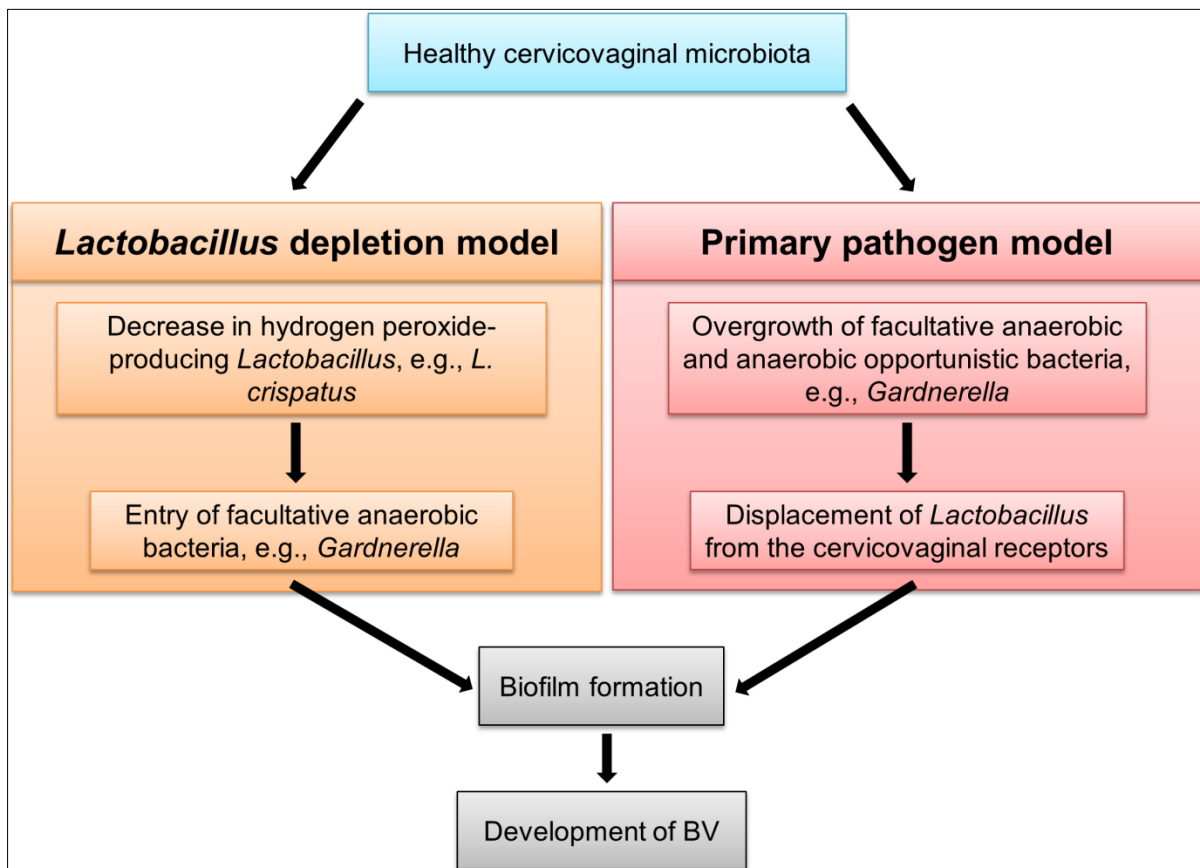 Healthy cervicovaginal microbiota
Lactobacillus depletion model
Decrease in hydrogen peroxide-
producing Lactobacillus, e.g., L.
crispatus
Entry of facultative anaerobic
bacteria, e.g., Gardnerella
Primary pathogen model
Overgrowth of facultative anaerobic
and anaerobic opportunistic bacteria,
e.g., Gardnerella
Displacement of Lactobacillus
from the cervicovaginal receptors
Biofilm formation
Development of BV